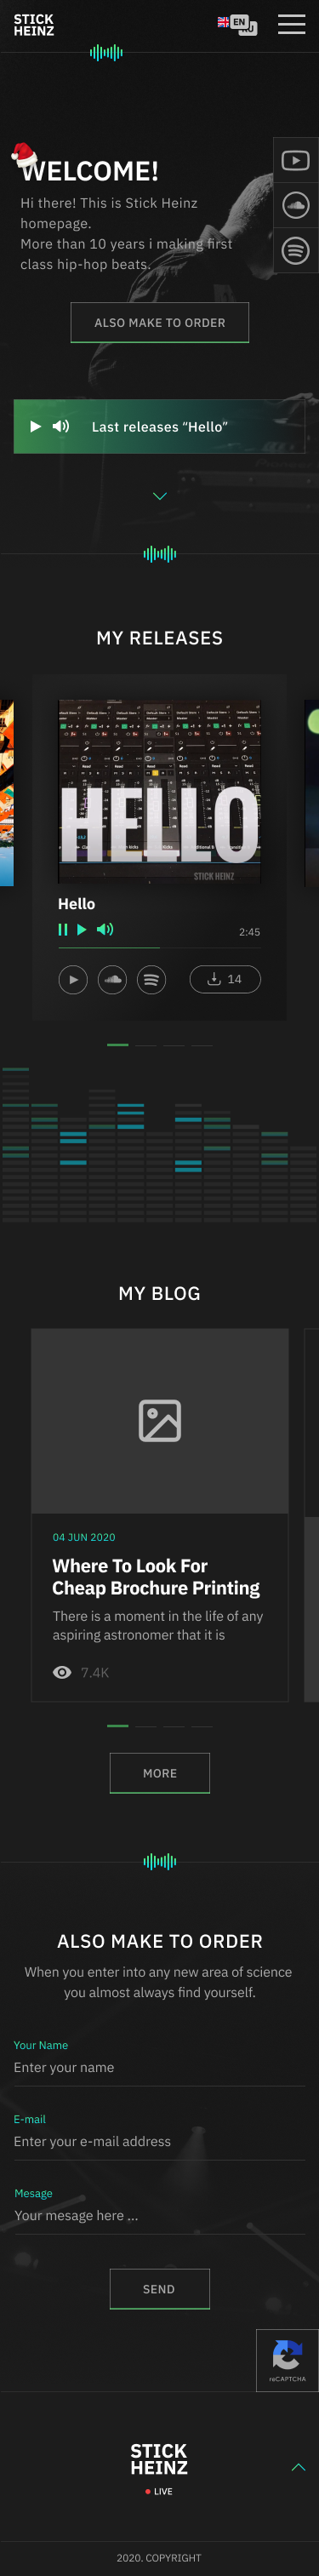 STICK
HEINZ
EN
RU
WELCOME!
Hi there! This is Stick Heinz
homepage.
More than 10 years i making first
class hip-hop beats.
ALSO MAKE TO ORDER
Last releases “Hello”
MY RELEASES
HELLO
STICK HEINZ
Hello
2:45
14
MY BLOG
04 JUN 2020
Where To Look For
Cheap Brochure Printing
There is a moment in the life of any
aspiring astronomer that it is
7.4K
MORE
ALSO MAKE TO ORDER
When you enter into any new area of science
you almost always find yourself.
Your Name
Enter your name
E-mail
Enter your e-mail address
Mesage
Your mesage here ...
SEND
reCAPTCHA
STICK
HEINZ
LIVE
2020. COPYRIGHT